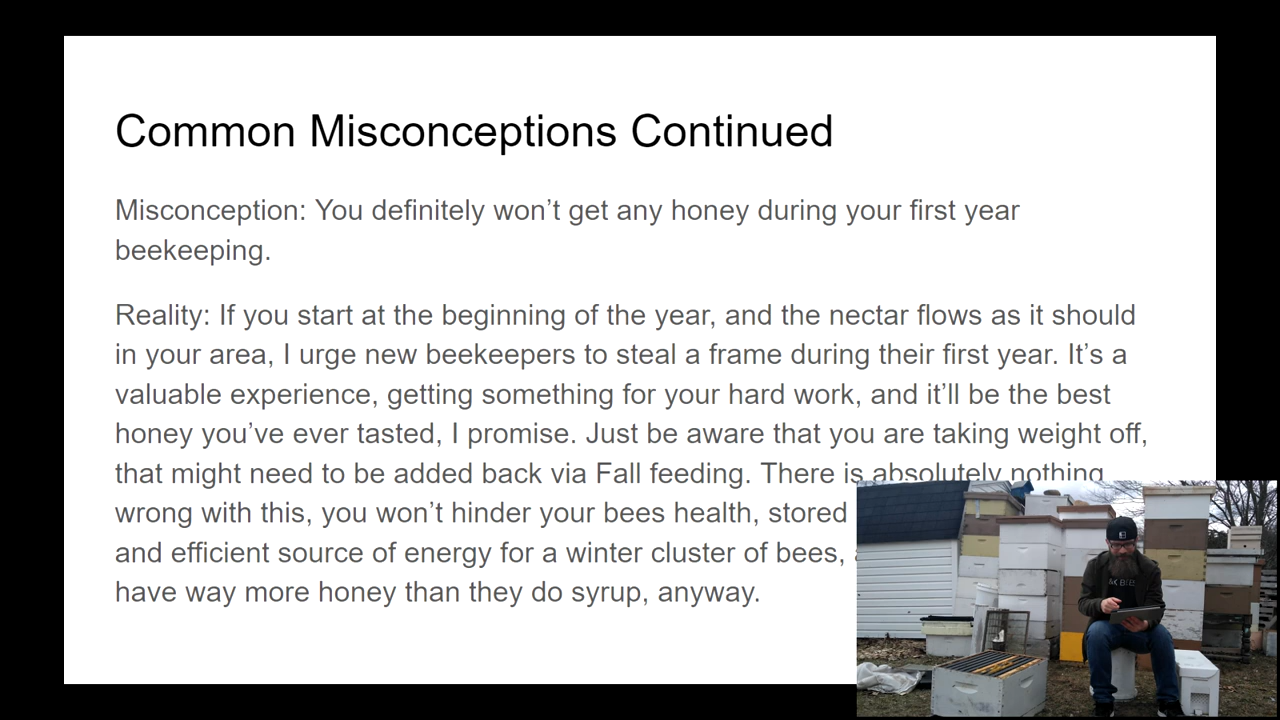 Common Misconceptions Continued
Misconception: You definitely won’t get any honey during your first year
beekeeping.
Reality: If you start at the beginning of the year, and the nectar flows as it should
in your area, I urge new beekeepers to steal a frame during their first year. It’s a
valuable experience, getting something for your hard work, and it’ll be the best
honey you’ve ever tasted, I promise. Just be aware that you are taking weight off,
that might need to be added back via Fall feeding. There is absolutely nothing
wrong with this, you won’t hinder your bees health, stored
and efficient source of energy for a winter cluster of bees,
have way more honey than they do syrup, anyway.